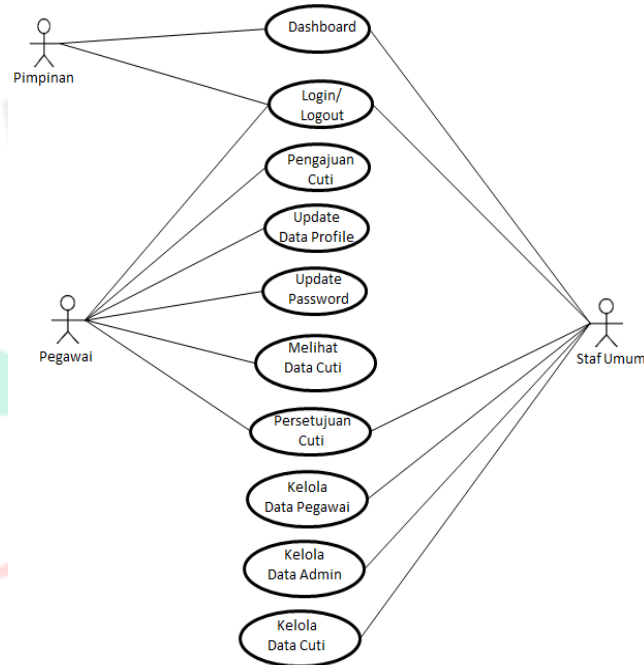 Dashboard
Pimpinan
Login/
Logout
Pengajuan
Cuti
Update
Data Profile
Update
Password
Pegawai
Staf Umum
Melihat
Data Cuti
Persetujuan
Cuti
Kelola
Data Pegawai
Kelola
Data Admin
Kelola
Data Cuti